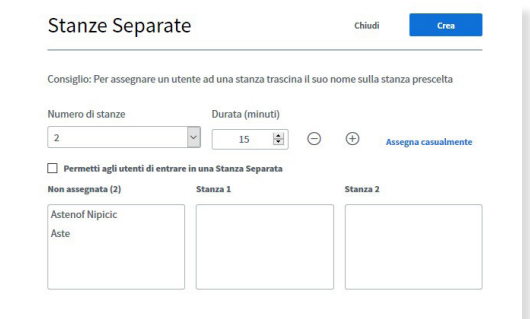 Stanze Separate Chiudi Crea
Consiglio: Per assegnare un utente ad una stanza trascina il suo nome sulla stanza prescelta
Numero di stanze Durata (minuti)
2 15 Assegna casualmente
Permetti agli utenti di entrare in una Stanza Separata
Non assegnata (2) Stanza 1 Stanza 2
Astenof Nipicic
Aste